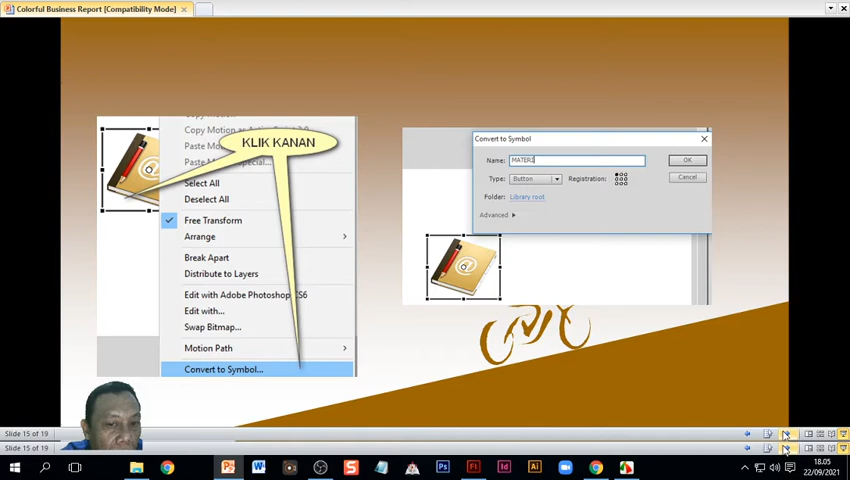 Colorful Business Report [Compatibility Mode]
Copy Motion as ActionScript 3.0...
Paste Motion
Paste Motion Special...
Select All
Deselect All
Free Transform
Arrange
Break Apart
Distribute to Layers
Edit with Adobe Photoshop CS6
Edit with...
Swap Bitmap...
Motion Path
Convert to Symbol...
KLIK KANAN
Convert to Symbol
Name: MATERI OK
Type: Button Registration: Cancel
Folder: Library root
Advanced
Slide 15 of 19
Slide 15 of 19
18.05
22/09/2021